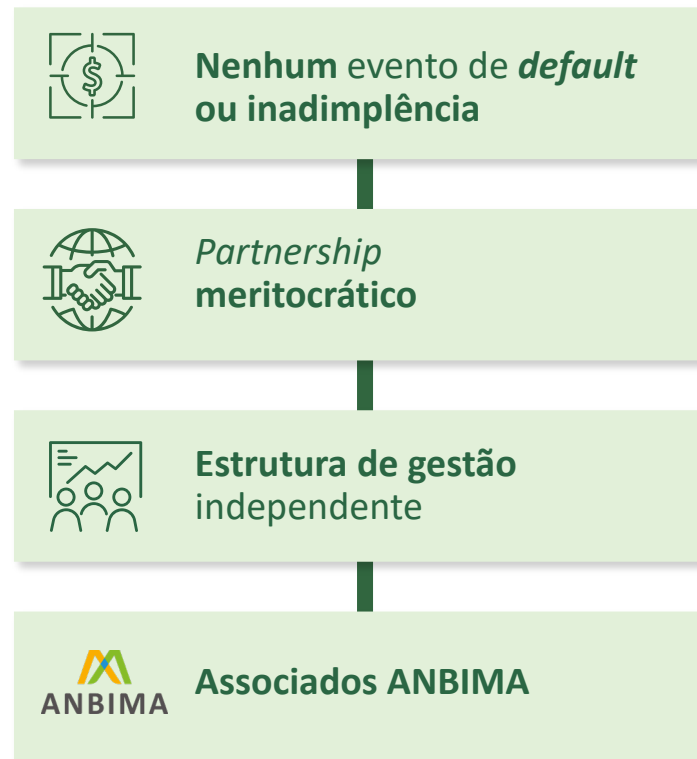 Nenhum evento de default
ou inadimplência
Partnership
meritocrático
Estrutura de gestão
independente
ANBIMA
Associados ANBIMA